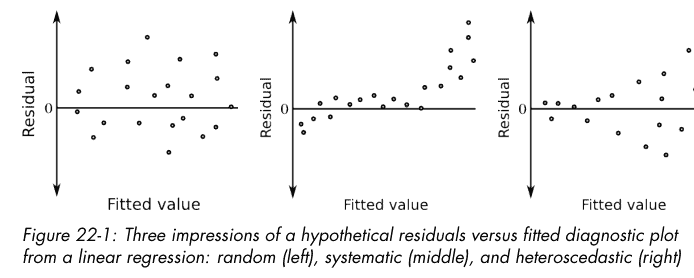 Residual
0
Fitted value
Residual
0
Fitted value
Residual
0
Fitted value
Figure 22-1: Three impressions of a hypothetical residuals versus fitted diagnostic plot
from a linear regression: random (left), systematic (middle), and heteroscedastic (right)